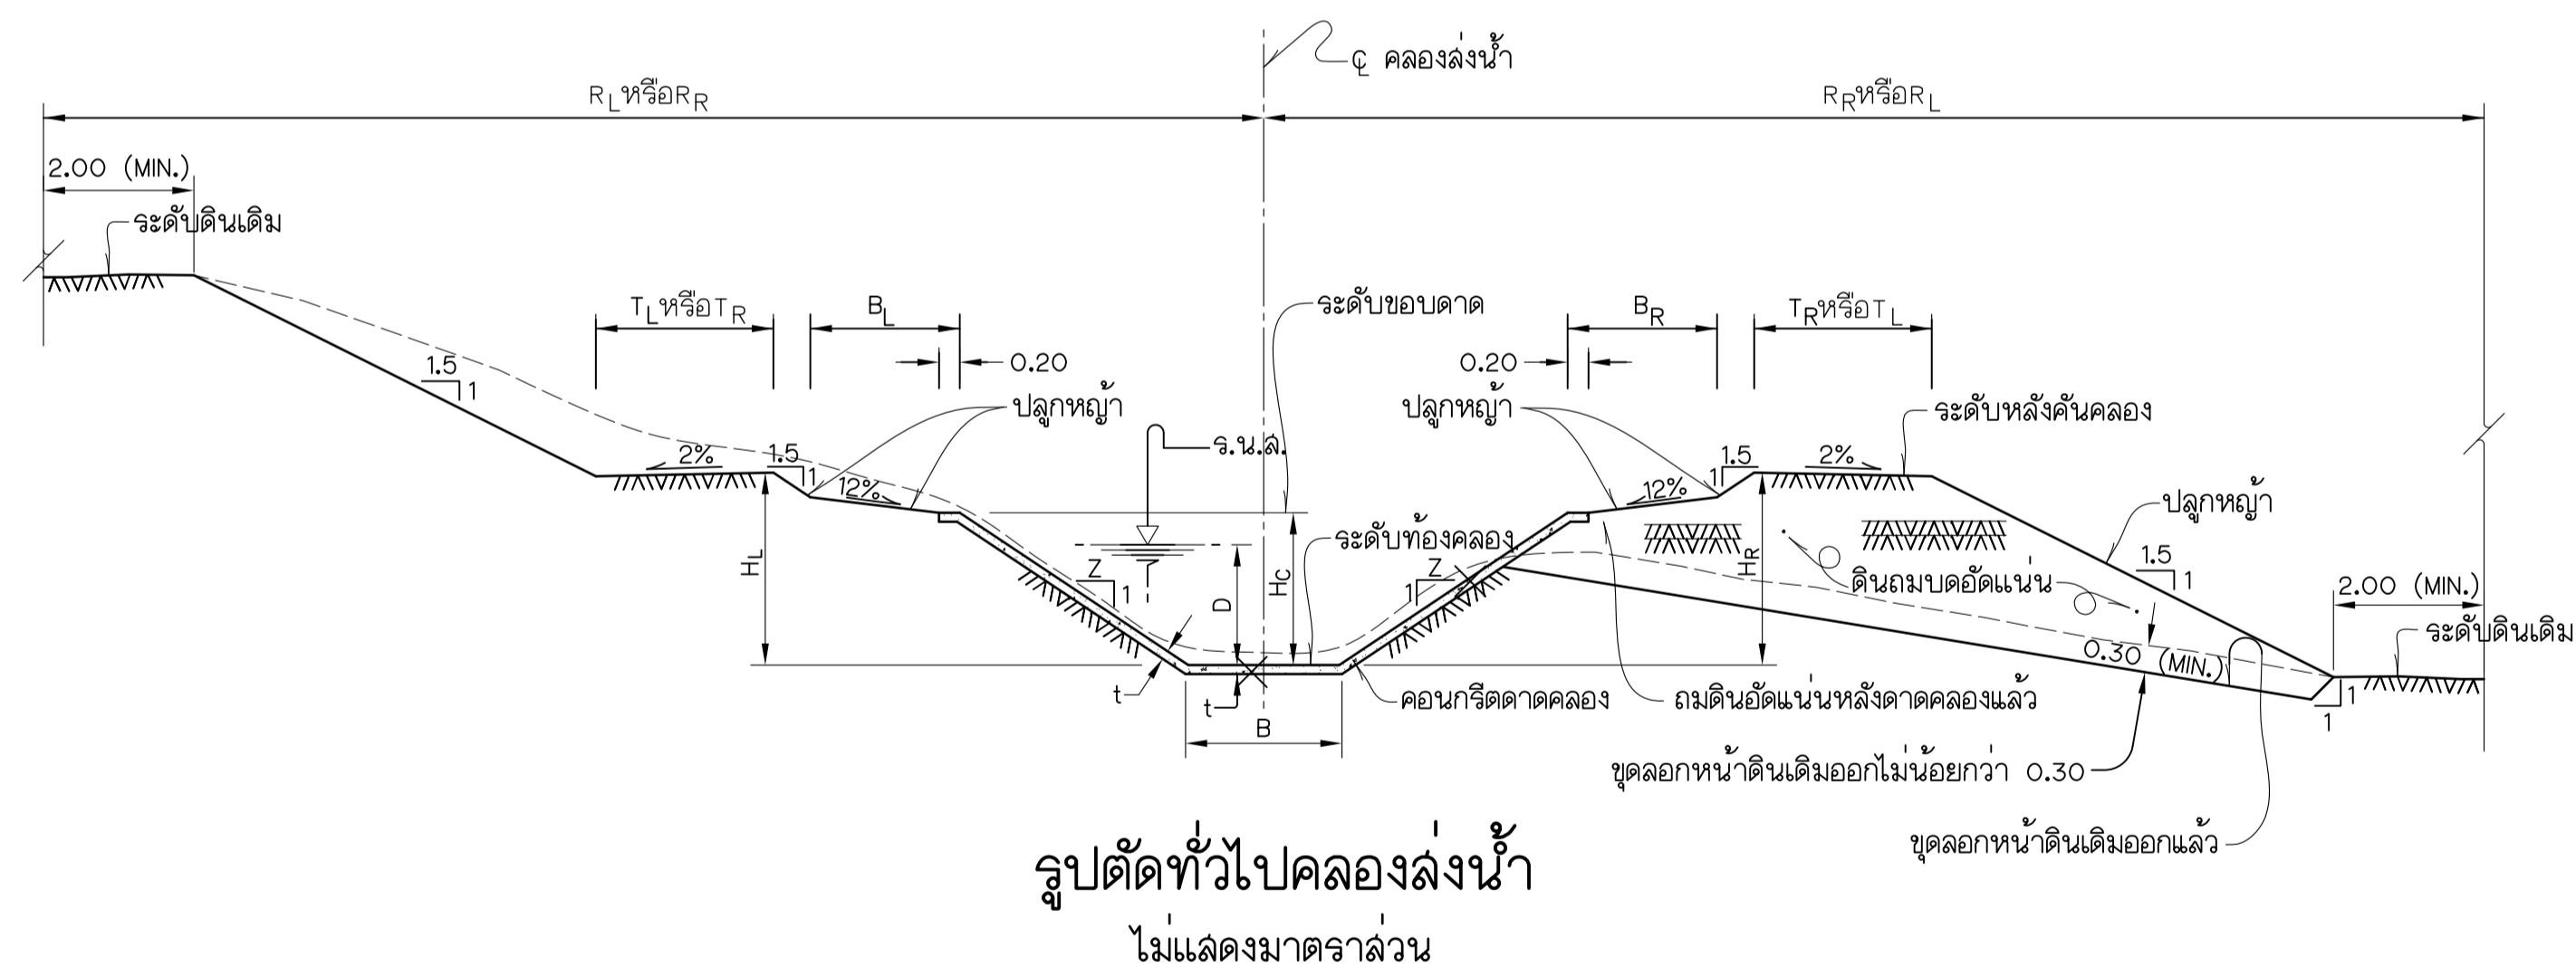 ℄ คลองส่งน้ำ
RLหรือRR
RRหรือRL
2.00 (MIN.)
ระดับดินเดิม
TLหรือTR
BL
ระดับขอบดาด
BR
TRหรือTL
0.20
0.20
1.5
1
ปลูกหญ้า
ปลูกหญ้า
ระดับหลังคันคลอง
ร.น.ส.
2%
1.5
1
12%
1.5
1
2%
12%
ปลูกหญ้า
ระดับท้องคลอง
HL
Z
1
D
HC
Z
1
HR
ดินถมบดอัดแน่น
1.5
1
2.00 (MIN.)
ระดับดินเดิม
0.30 (MIN.)
t
t
B
คอนกรีตดาดคลอง
ถมดินอัดแน่นหลังดาดคลองแล้ว
1
1
ขุดลอกหน้าดินเดิมออกไม่น้อยกว่า 0.30
ขุดลอกหน้าดินเดิมออกแล้ว
รูปตัดทั่วไปคลองส่งน้ำ
ไม่แสดงมาตราส่วน